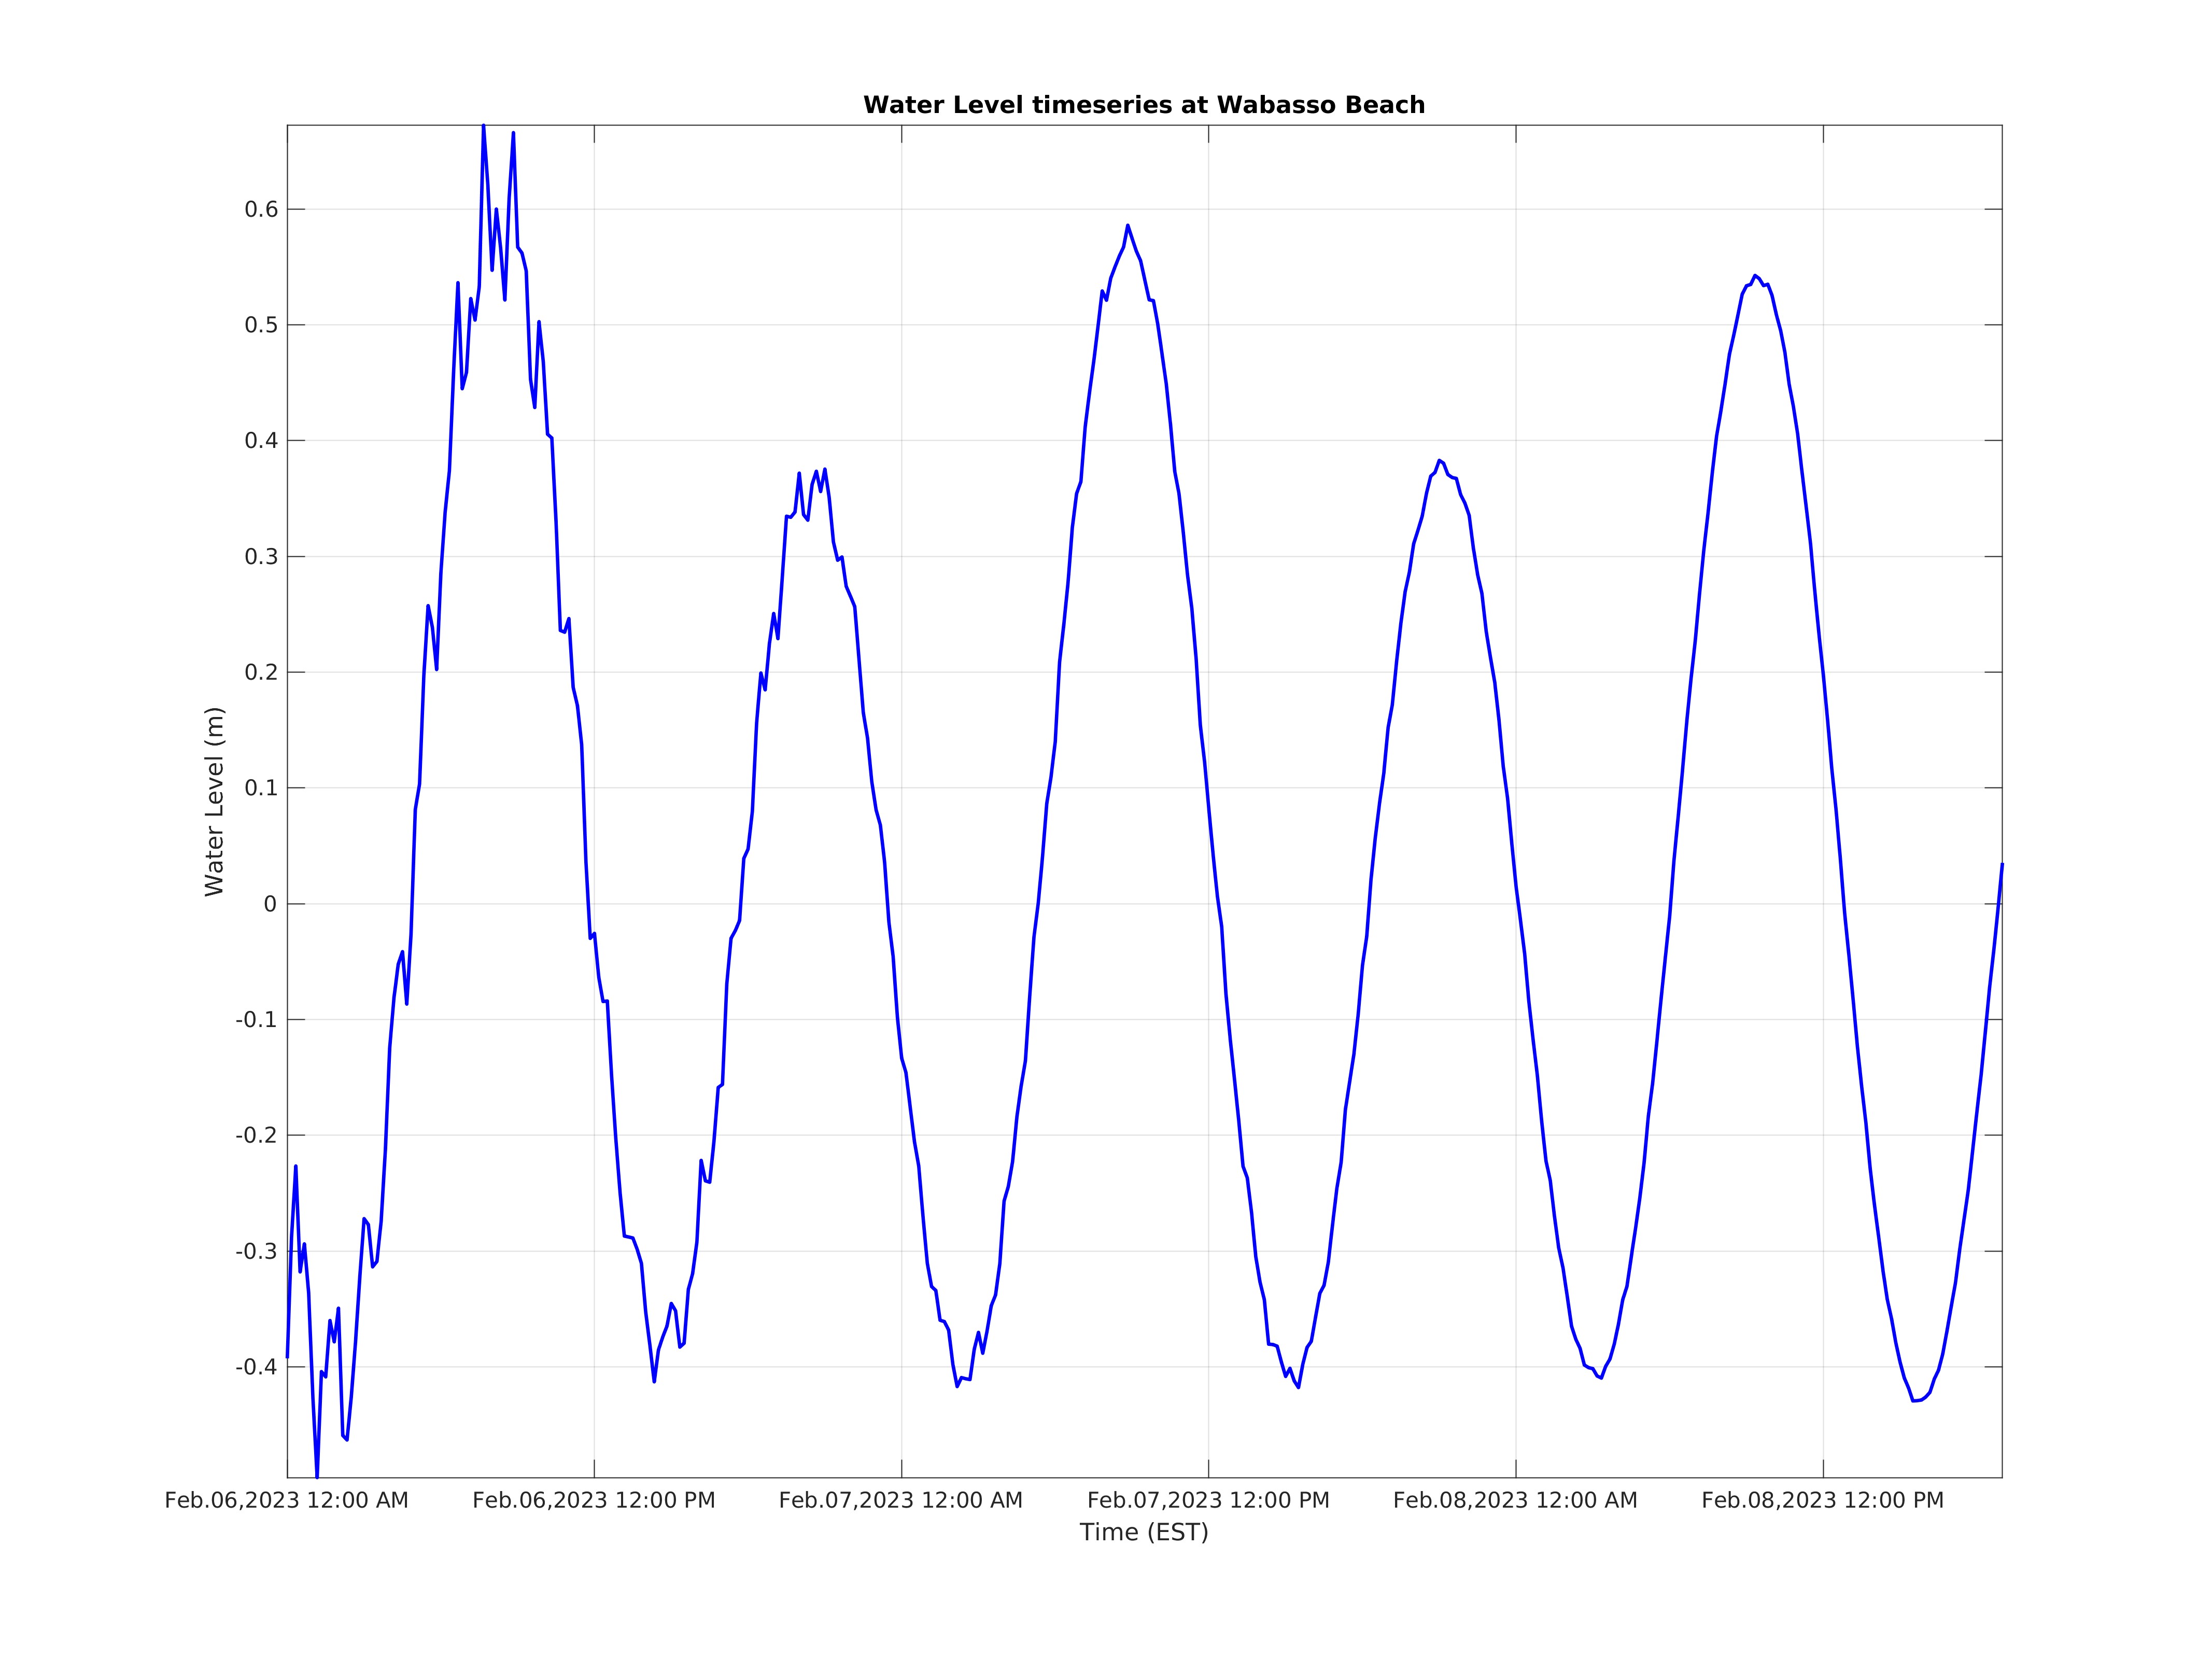 Water Level timeseries at Wabasso Beach
0.6
0.5
0.4
0.3
0.2
0.1
0
-0.1
-0.2
-0.3
-0.4
Water Level (m)
Feb.06,2023 12:00 AM Feb.06,2023 12:00 PM Feb.07,2023 12:00 AM Feb.07,2023 12:00 PM Feb.08,2023 12:00 AM Feb.08,2023 12:00 PM
Time (EST)